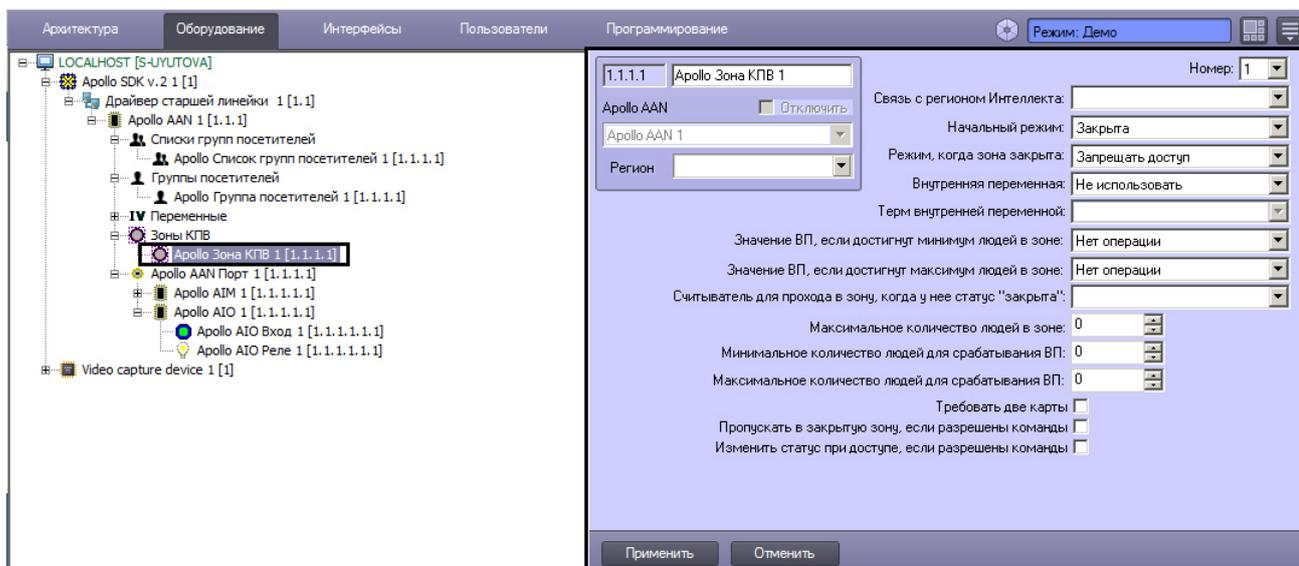 Архитектура Оборудование Интерфейсы Пользователи Программирование Режим: Демо
LOCALHOST [S-UYUTOVA]
Apollo SDK v.2 1 [1]
Драйвер старшей линейки 1 [1.1]
Apollo AAN 1 [1.1.1]
Списки групп посетителей
Apollo Список групп посетителей 1 [1.1.1.1]
Группы посетителей
Apollo Группа посетителей 1 [1.1.1.1]
IV Переменные
Зоны КПВ
Apollo Зона КПВ 1 [1.1.1.1]
Apollo AAN Порт 1 [1.1.1.1]
Apollo AIM 1 [1.1.1.1.1]
Apollo AIO 1 [1.1.1.1.1]
Apollo AIO Вход 1 [1.1.1.1.1.1]
Apollo AIO Реле 1 [1.1.1.1.1.1]
Video capture device 1 [1]
1.1.1.1 Apollo Зона КПВ 1
Apollo AAN Отключить
Apollo AAN 1
Регион
Номер: 1
Связь с регионом Интеллекта:
Начальный режим: Закрыта
Режим, когда зона закрыта: Запрещать доступ
Внутренняя переменная: Не использовать
Терм внутренней переменной:
Значение ВП, если достигнут минимум людей в зоне: Нет операции
Значение ВП, если достигнут максимум людей в зоне: Нет операции
Считыватель для прохода в зону, когда у нее статус "закрыта":
Максимальное количество людей в зоне: 0
Минимальное количество людей для срабатывания ВП: 0
Максимальное количество людей для срабатывания ВП: 0
Требовать две карты
Пропускать в закрытую зону, если разрешены команды
Изменить статус при доступе, если разрешены команды
Применить Отменить